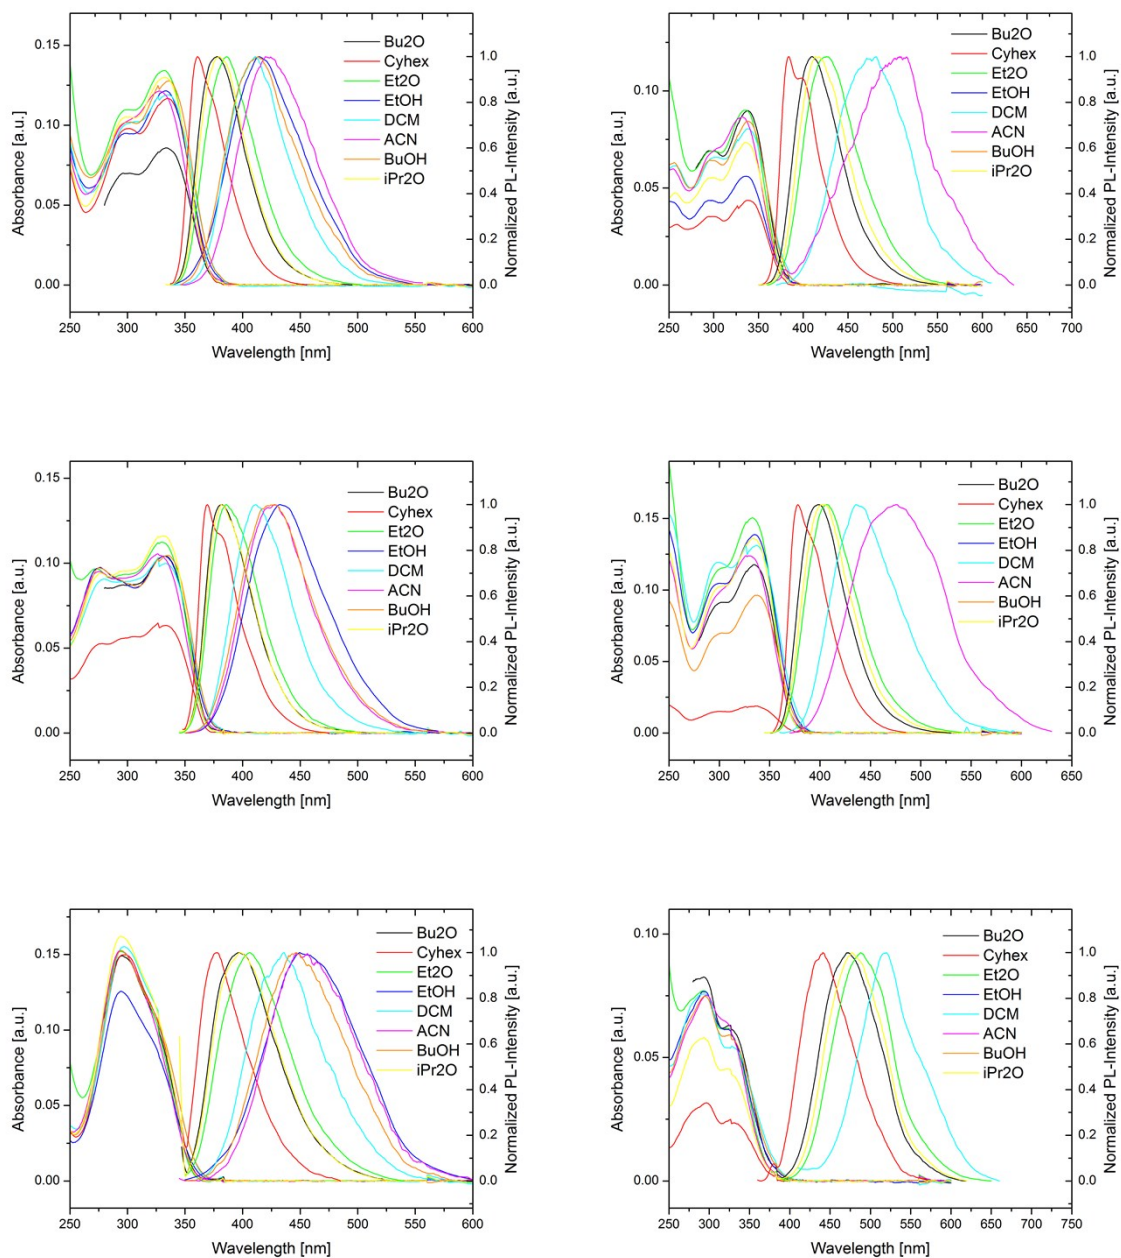 0.15
0.10
0.05
0.00
Absorbance [a.u.]
Bu2O
Cyhex
Et2O
EtOH
DCM
ACN
BuOH
iPr2O
1.0
0.8
0.6
0.4
0.2
0.0
Normalized PL-Intensity [a.u.]
250 300 350 400 450 500 550 600
Wavelength [nm]
0.10
0.05
0.00
Absorbance [a.u.]
Bu2O
Cyhex
Et2O
EtOH
DCM
ACN
BuOH
iPr2O
1.0
0.8
0.6
0.4
0.2
0.0
Normalized PL-Intensity [a.u.]
250 300 350 400 450 500 550 600 650 700
Wavelength [nm]
0.15
0.10
0.05
0.00
Absorbance [a.u.]
Bu2O
Cyhex
Et2O
EtOH
DCM
ACN
BuOH
iPr2O
1.0
0.8
0.6
0.4
0.2
0.0
Normalized PL-Intensity [a.u.]
250 300 350 400 450 500 550 600
Wavelength [nm]
0.15
0.10
0.05
0.00
Absorbance [a.u.]
Bu2O
Cyhex
Et2O
EtOH
DCM
ACN
BuOH
iPr2O
1.0
0.8
0.6
0.4
0.2
0.0
Normalized PL-Intensity [a.u.]
250 300 350 400 450 500 550 600 650
Wavelength [nm]
0.15
0.10
0.05
0.00
Absorbance [a.u.]
Bu2O
Cyhex
Et2O
EtOH
DCM
ACN
BuOH
iPr2O
1.0
0.8
0.6
0.4
0.2
0.0
Normalized PL-Intensity [a.u.]
250 300 350 400 450 500 550 600
Wavelength [nm]
0.10
0.05
0.00
0.10
Absorbance [a.u.]
Bu2O
Cyhex
Et2O
EtOH
DCM
ACN
BuOH
iPr2O
1.0
0.8
0.6
0.4
0.2
0.0
Normalized PL-Intensity [a.u.]
250 300 350 400 450 500 550 600 650 700 750
Wavelength [nm]